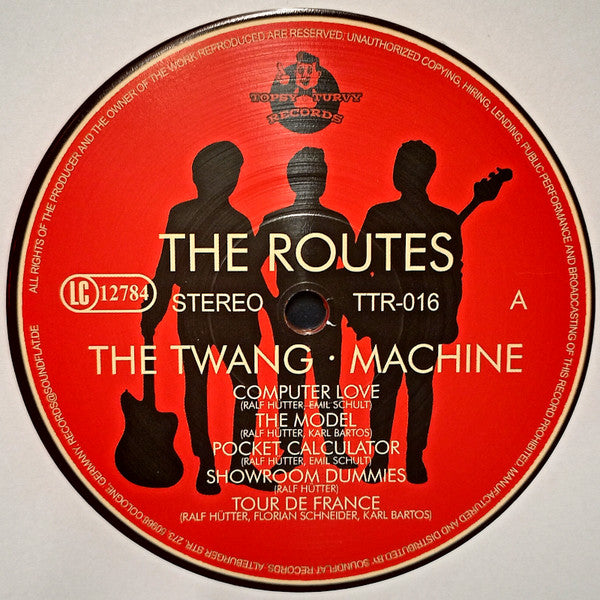 ALL RIGHTS OF THE PRODUCER AND THE OWNER OF THE WORK REPRODUCED ARE RESERVED. UNAUTHORIZED COPYING, HIRING, LENDING, PUBLIC PERFORMANCE AND BROADCASTING OF THIS RECORD PROHIBITED. MANUFACTURED AND DISTRIBUTED BY SOUNDFLAT RECORDS, ALTEBURGER STR. 273, 50968 COLOGNE, GERMANY. RECORDS@SOUNDFLAT.DE
TOPSY TURVY
RECORDS
THE ROUTES
LC 12784
STEREO TTR-016 A
THE TWANG · MACHINE
COMPUTER LOVE
(RALF HÜTTER, EMIL SCHULT)
THE MODEL
(RALF HÜTTER, KARL BARTOS)
POCKET CALCULATOR
(RALF HÜTTER, EMIL SCHULT)
SHOWROOM DUMMIES
(RALF HÜTTER)
TOUR DE FRANCE
(RALF HÜTTER, FLORIAN SCHNEIDER, KARL BARTOS)